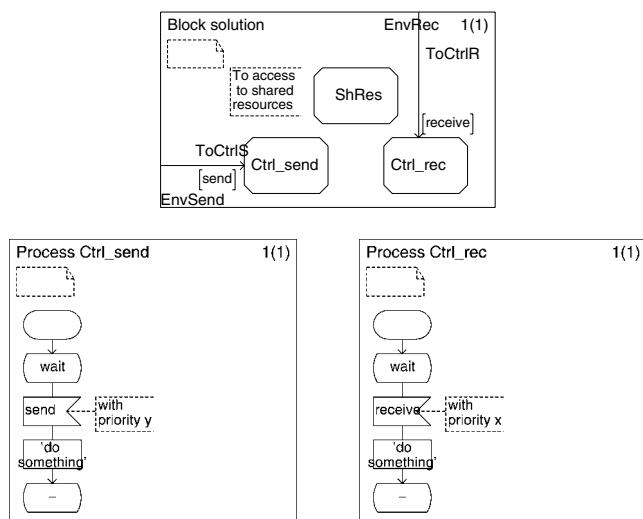 Block solution
EnvRec
1(1)
ToCtrlR
To access
to shared
resources
ShRes
[receive]
ToCtrlS
Ctrl_send
Ctrl_rec
[send]
EnvSend
Process Ctrl_send
1(1)
wait
send
with
priority y
'do
something'
–
Process Ctrl_rec
1(1)
wait
receive
with
priority x
'do
something'
–